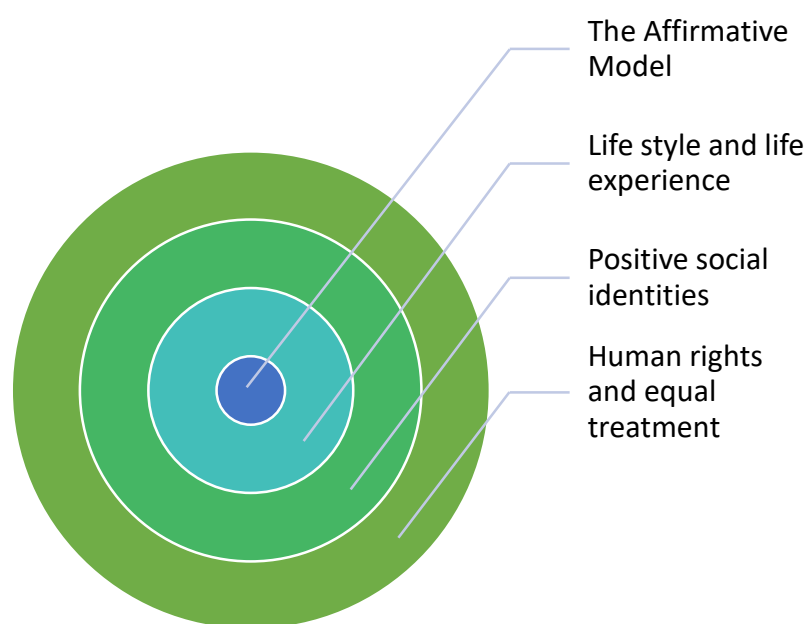 The Affirmative
Model
Life style and life
experience
Positive social
identities
Human rights
and equal
treatment